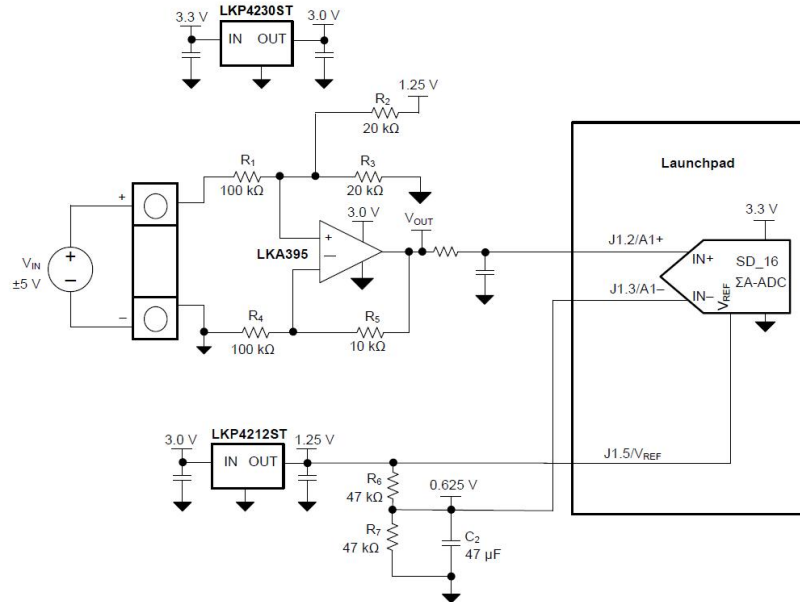 LKP4230ST
3.3 V
3.0 V
IN OUT
1.25 V
R2
20 kΩ
R1
100 kΩ
R3
20 kΩ
Launchpad
+
VIN
±5 V
+
−
−
3.0 V
VOUT
LKA395
+
−
3.3 V
J1.2/A1+
IN+
SD_16
ΣA-ADC
J1.3/A1−
IN−
VREF
R4
100 kΩ
R5
10 kΩ
LKP4212ST
3.0 V
1.25 V
IN OUT
J1.5/VREF
R6
47 kΩ
0.625 V
R7
47 kΩ
C2
47 µF